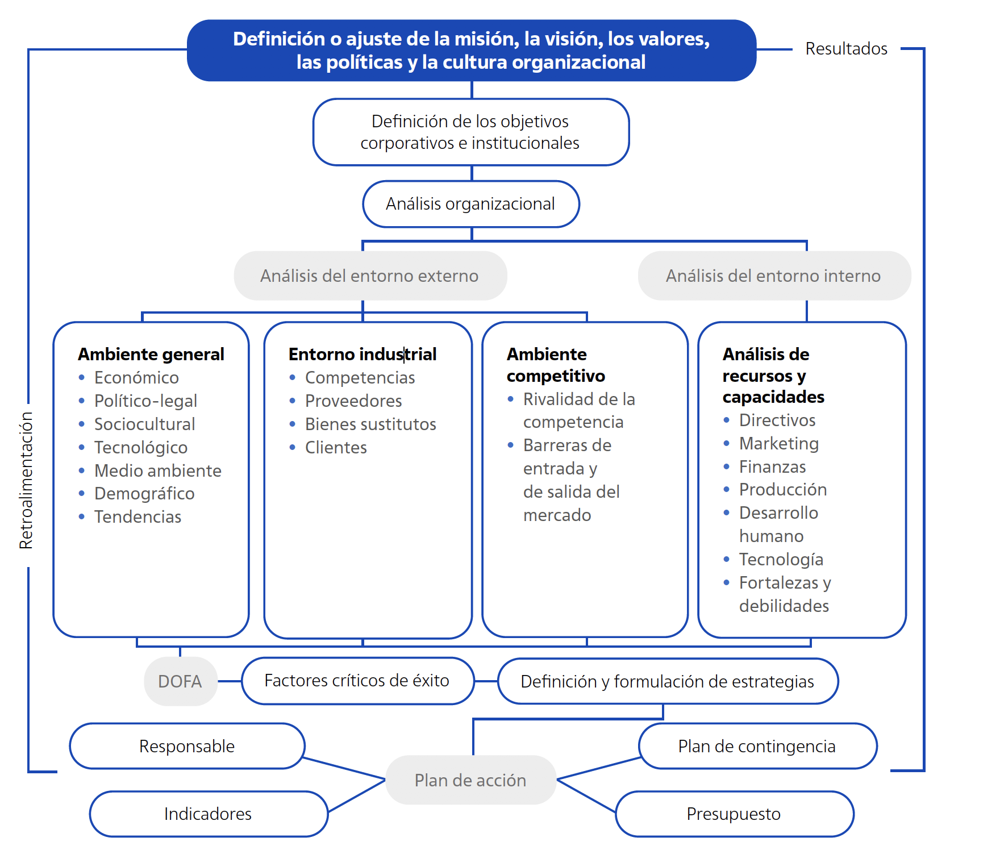 Definición o ajuste de la misión, la visión, los valores,
las políticas y la cultura organizacional
Resultados
Definición de los objetivos
corporativos e institucionales
Análisis organizacional
Análisis del entorno externo
Análisis del entorno interno
Ambiente general
• Económico
• Político-legal
• Sociocultural
• Tecnológico
• Medio ambiente
• Demográfico
• Tendencias
Entorno industrial
• Competencias
• Proveedores
• Bienes sustitutos
• Clientes
Ambiente
competitivo
• Rivalidad de la
competencia
• Barreras de
entrada y
de salida del
mercado
Análisis de
recursos y
capacidades
• Directivos
• Marketing
• Finanzas
• Producción
• Desarrollo
humano
• Tecnología
• Fortalezas y
debilidades
Retroalimentación
DOFA
Factores críticos de éxito
Definición y formulación de estrategias
Responsable
Plan de contingencia
Plan de acción
Indicadores
Presupuesto